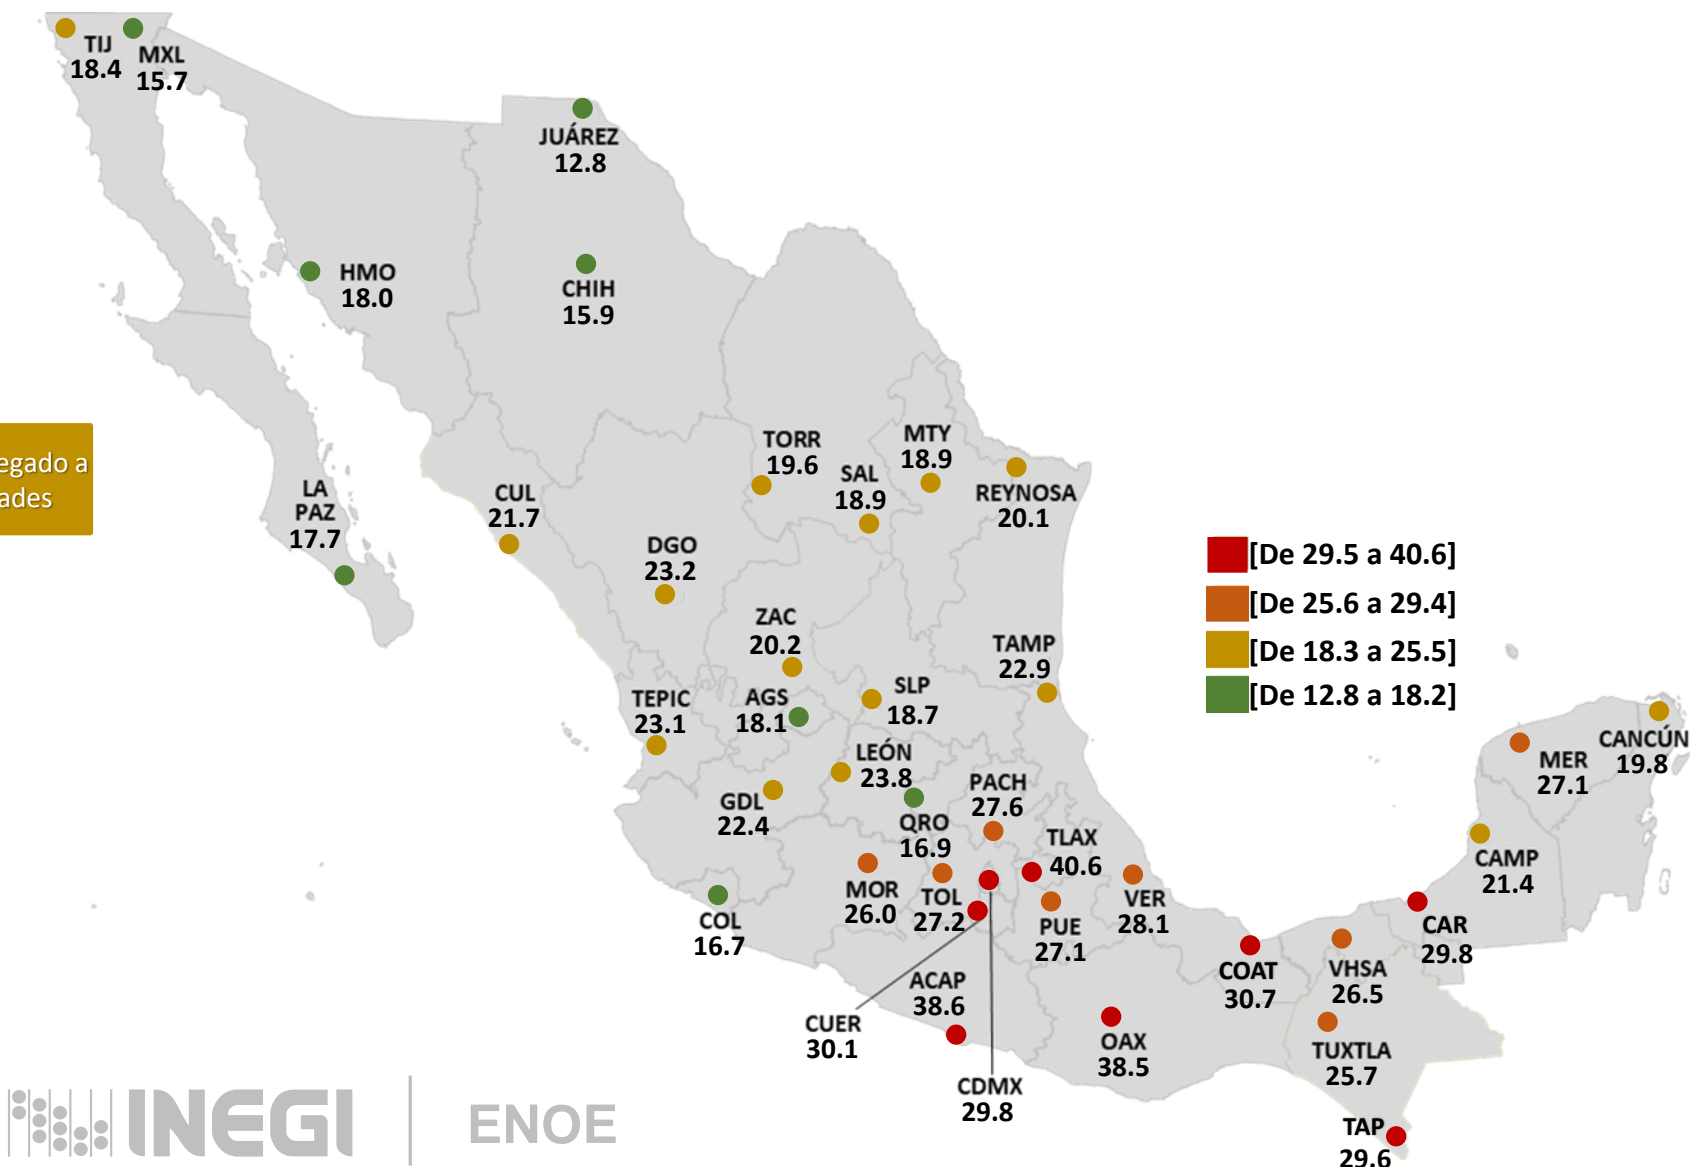 TIJ
18.4
MXL
15.7
JUÁREZ
12.8
HMO
18.0
CHIH
15.9
LA
PAZ
17.7
CUL
21.7
TORR
19.6
SAL
18.9
MTY
18.9
REYNOSA
20.1
DGO
23.2
ZAC
20.2
TAMP
22.9
TEPIC
23.1
AGS
18.1
SLP
18.7
LEÓN
23.8
GDL
22.4
QRO
16.9
PACH
27.6
TLAX
40.6
COL
16.7
MOR
26.0
TOL
27.2
PUE
27.1
VER
28.1
CUER
30.1
CDMX
29.8
ACAP
38.6
OAX
38.5
COAT
30.7
VHSA
26.5
TUXTLA
25.7
TAP
29.6
CAR
29.8
CAMP
21.4
MER
27.1
CANCÚN
19.8
[De 29.5 a 40.6]
[De 25.6 a 29.4]
[De 18.3 a 25.5]
[De 12.8 a 18.2]
egado a
ades
INEGI
ENOE